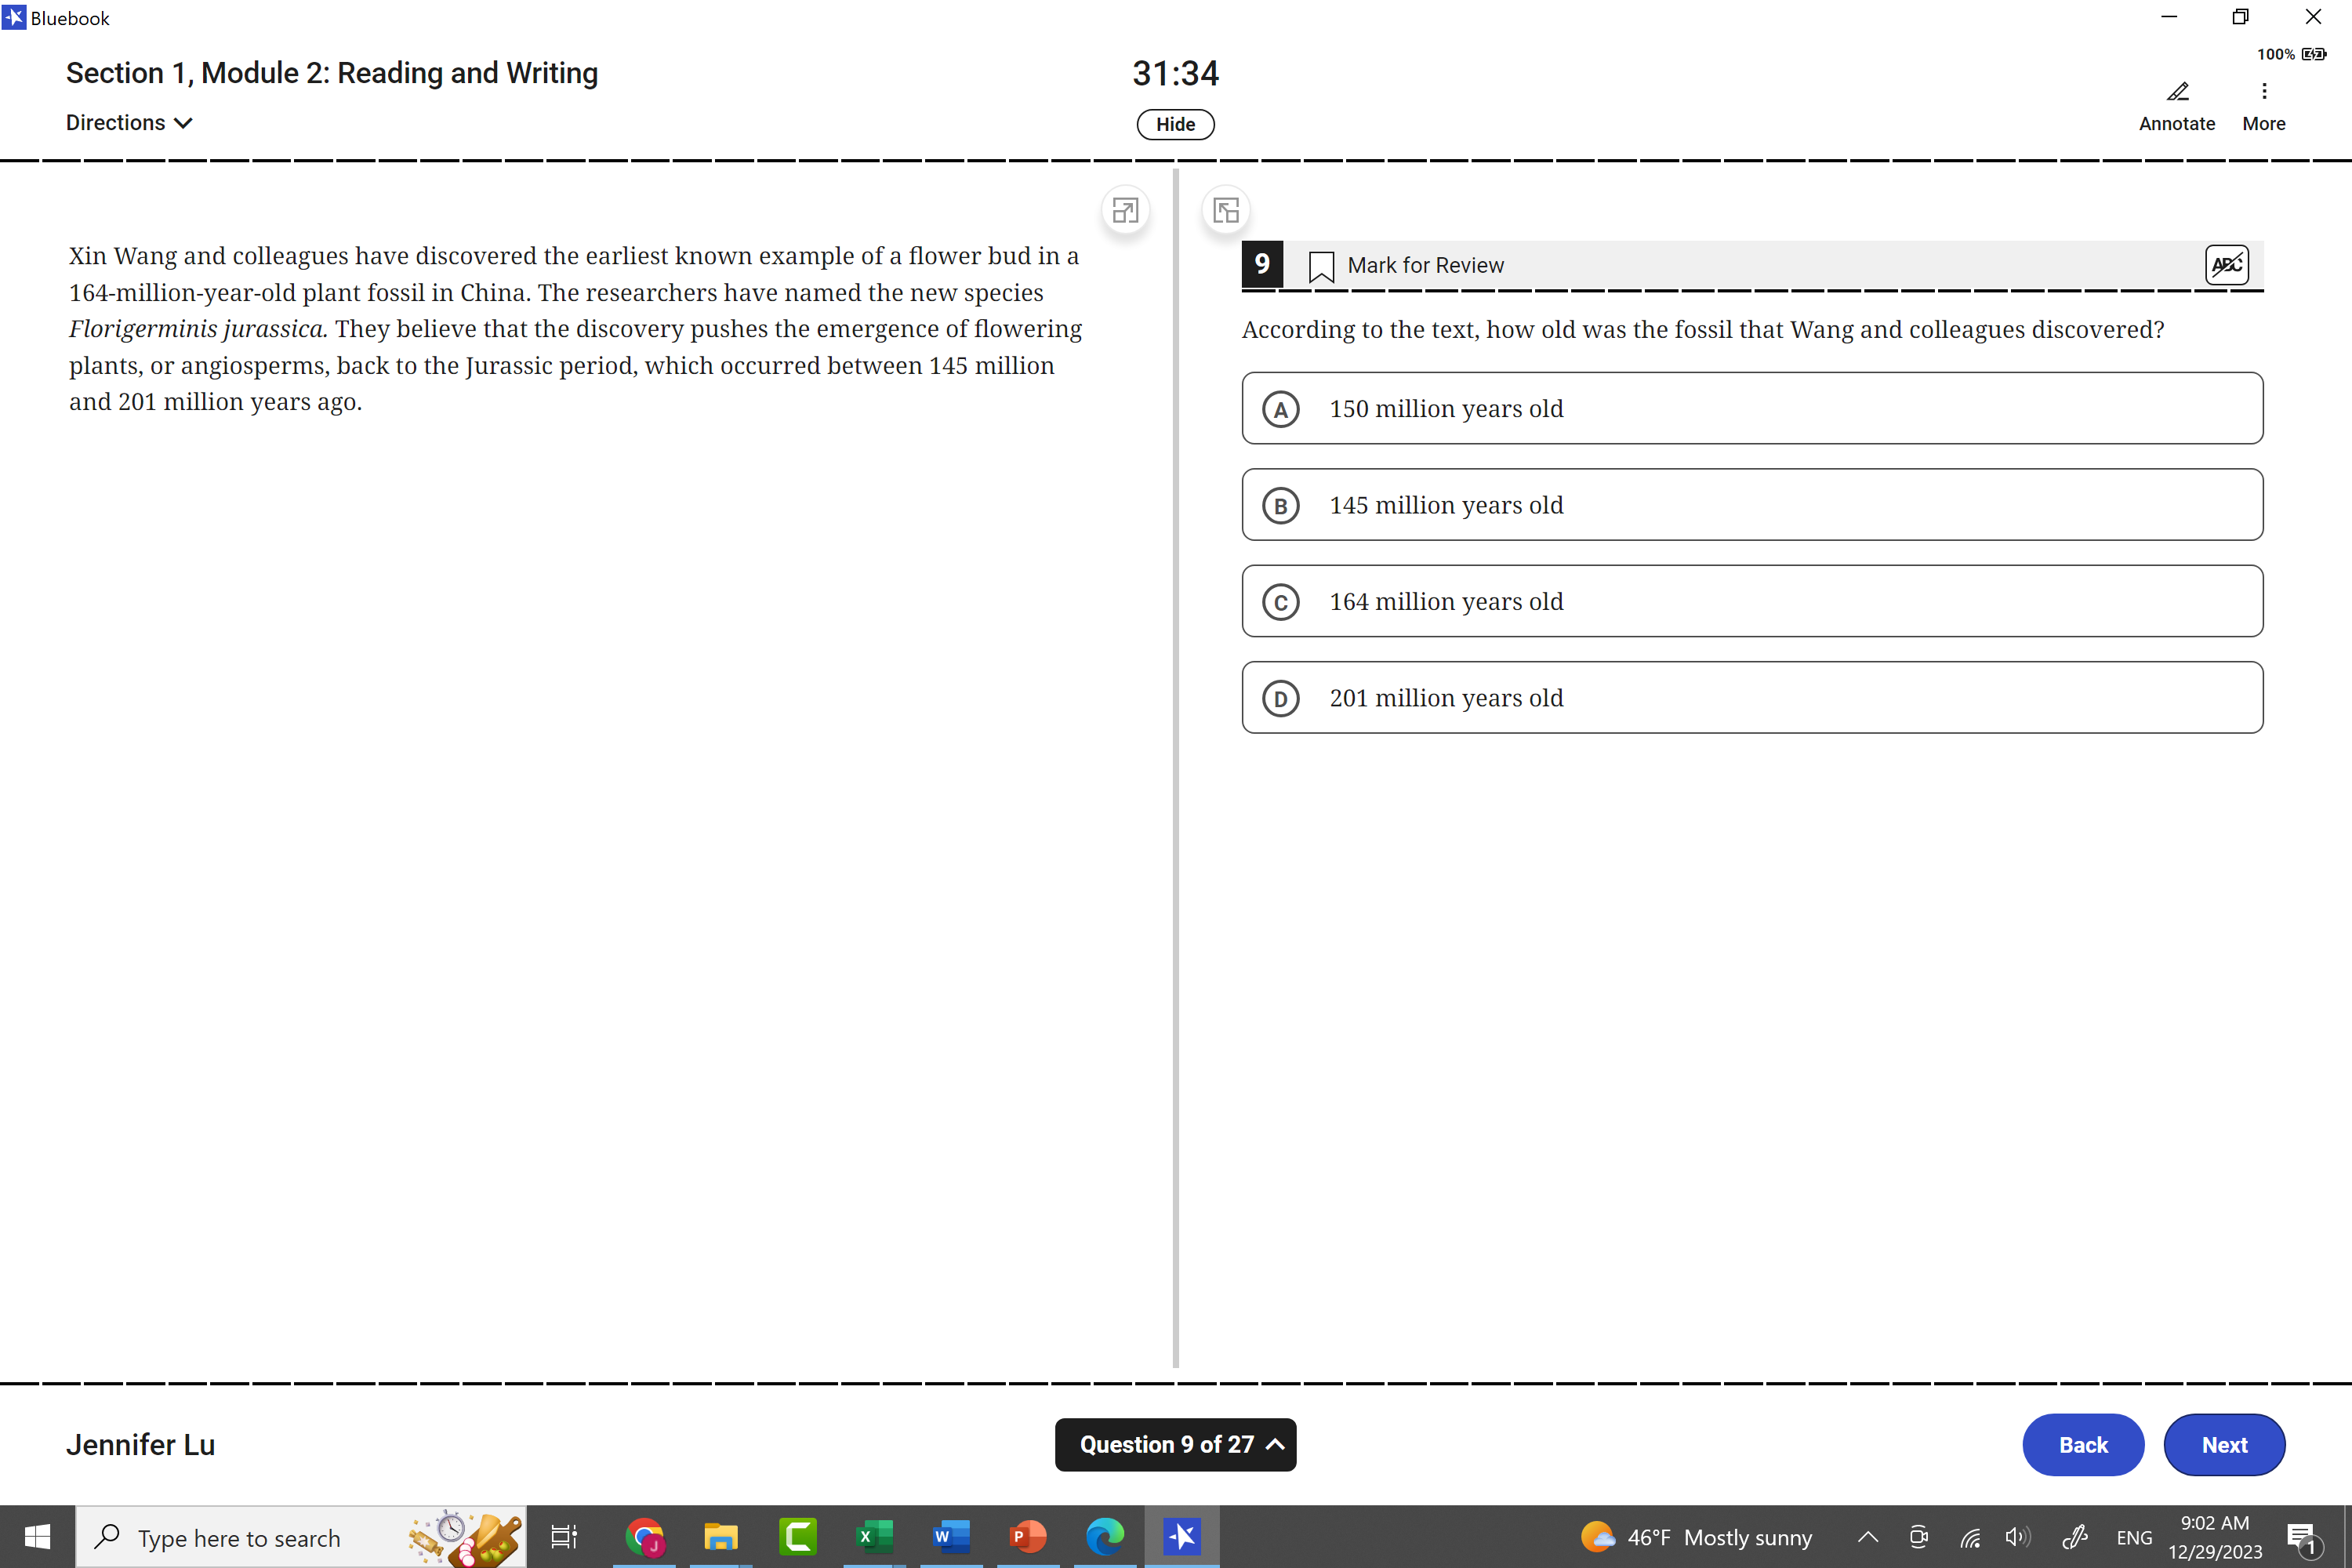 Bluebook
100%
Section 1, Module 2: Reading and Writing
31:34
Directions
Hide
Annotate
More
Xin Wang and colleagues have discovered the earliest known example of a flower bud in a
164-million-year-old plant fossil in China. The researchers have named the new species
Florigerminis jurassica. They believe that the discovery pushes the emergence of flowering
plants, or angiosperms, back to the Jurassic period, which occurred between 145 million
and 201 million years ago.
9
Mark for Review
ABC
According to the text, how old was the fossil that Wang and colleagues discovered?
A 150 million years old
B 145 million years old
C 164 million years old
D 201 million years old
Jennifer Lu
Question 9 of 27
Back
Next
Type here to search
J
X
W
P
46°F Mostly sunny
ENG
9:02 AM
12/29/2023
1